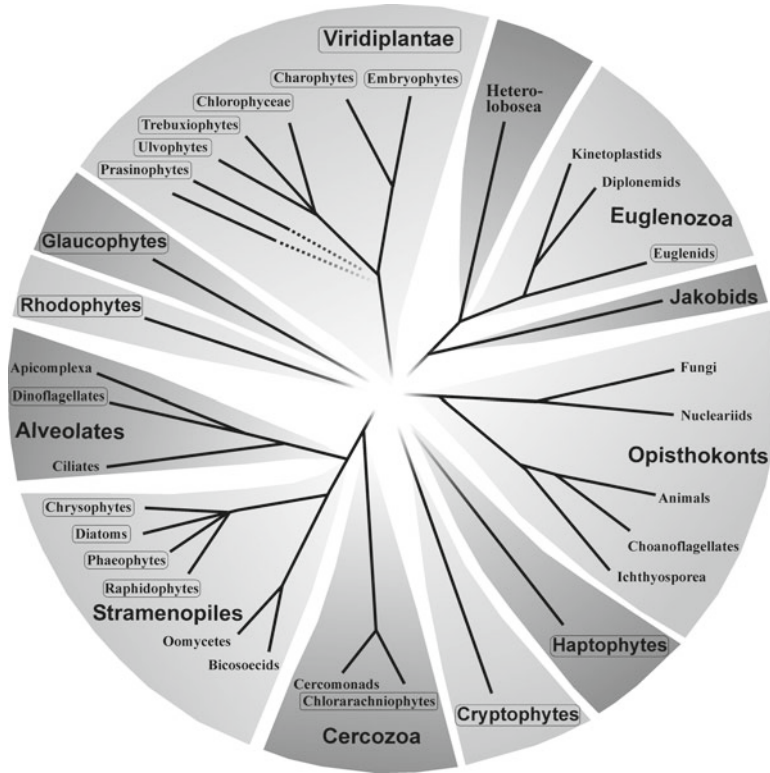 Viridiplantae
Charophytes
Embryophytes
Chlorophyceae
Trebuxiophytes
Ulvophytes
Prasinophytes
Hetero-
lobosea
Kinetoplastids
Diplonemids
Euglenozoa
Euglenids
Jakobids
Glaucophytes
Rhodophytes
Fungi
Nucleariids
Opisthokonts
Animals
Choanoflagellates
Ichthyosporea
Apicomplexa
Dinoflagellates
Alveolates
Ciliates
Chrysophytes
Diatoms
Phaeophytes
Raphidophytes
Stramenopiles
Oomycetes
Bicosoecids
Cercomonads
Chlorarachniophytes
Cercozoa
Cryptophytes
Haptophytes